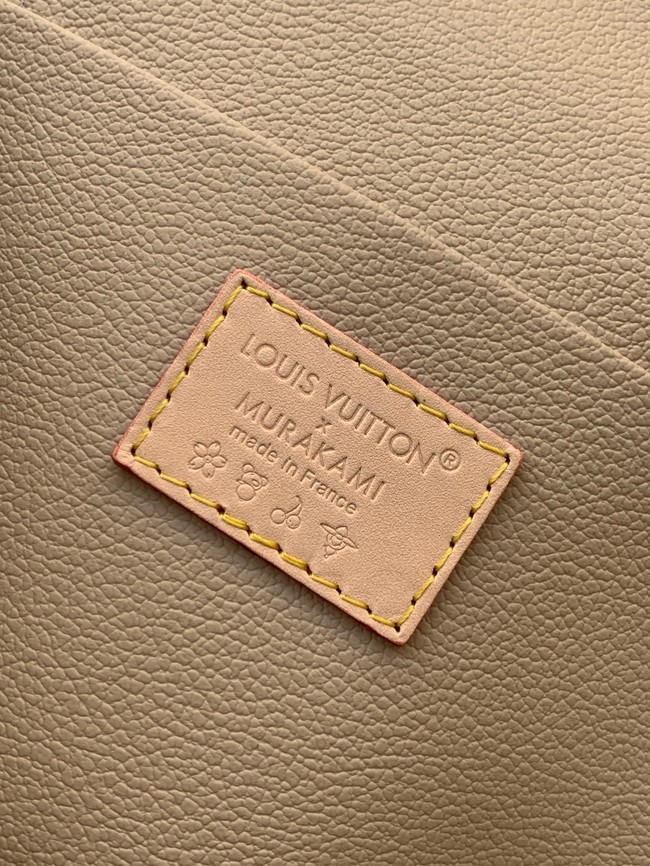 LOUIS VUITTON®
x
MURAKAMI
made in France